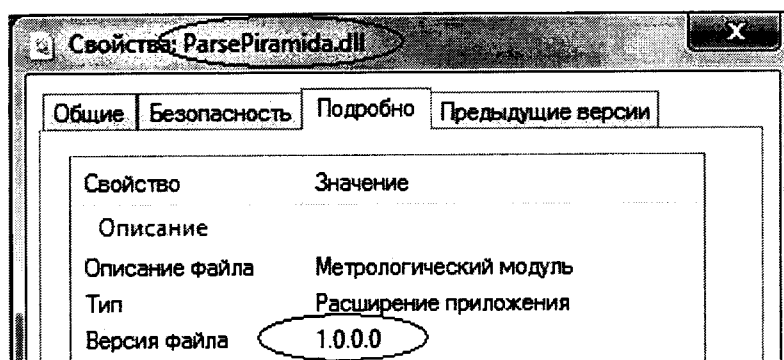 Свойства: ParsePiramida.dll
Общие Безопасность Подробно Предыдущие версии
Свойство Значение
Описание
Описание файла Метрологический модуль
Тип Расширение приложения
Версия файла 1.0.0.0